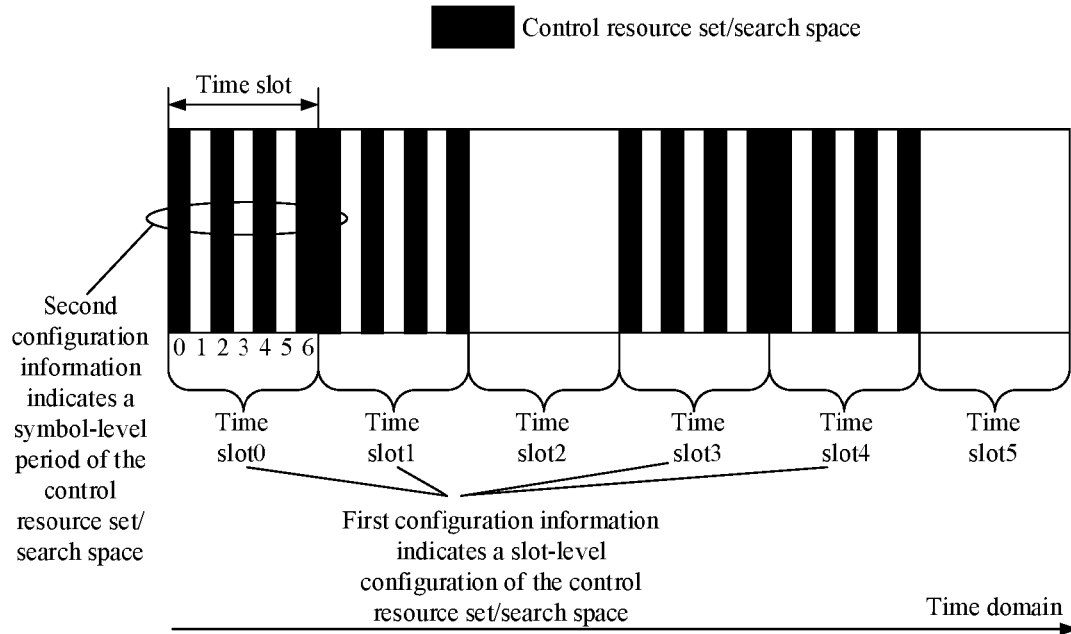 Control resource set/search space
Time slot
Second
configuration
information
indicates a
symbol-level
period of the
control
resource set/
search space
0 1 2 3 4 5 6
Time
slot0
Time
slot1
Time
slot2
Time
slot3
Time
slot4
Time
slot5
First configuration information
indicates a slot-level
configuration of the control
resource set/search space
Time domain